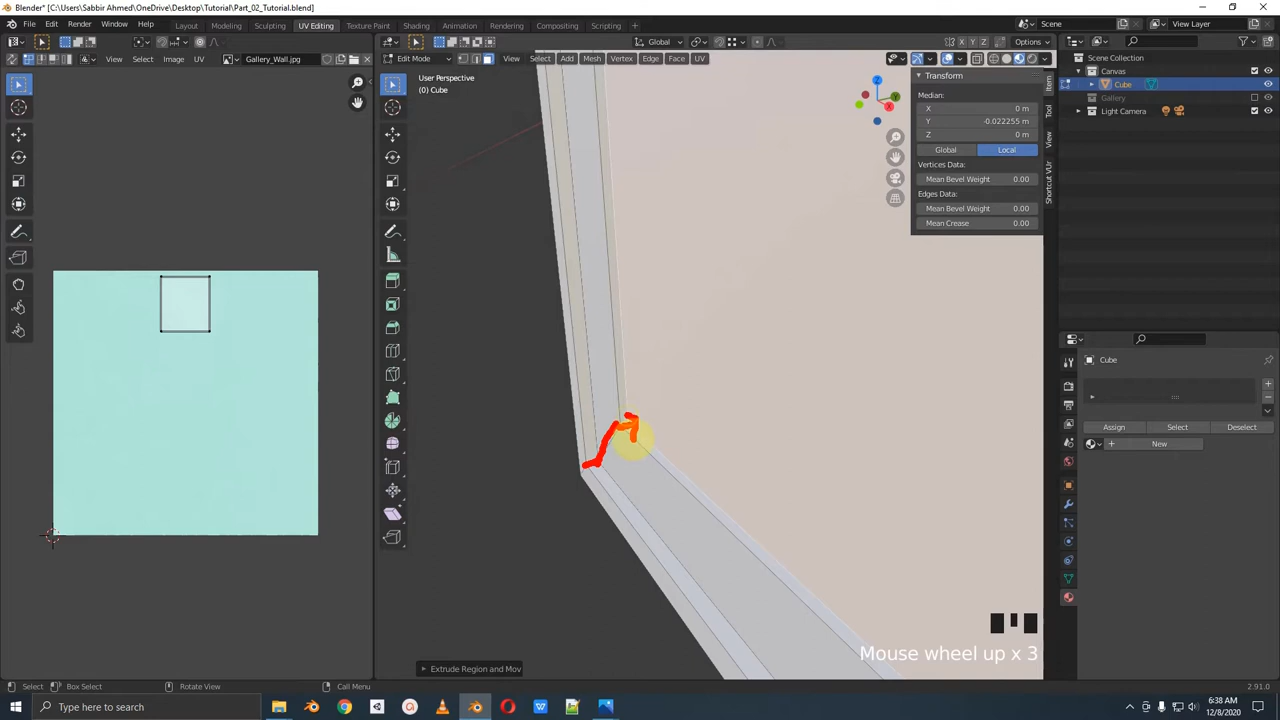 Blender* [C:\Users\Sabbir Ahmed\OneDrive\Desktop\Tutorial\Part_02_Tutorial.blend]
File Edit Render Window Help Layout Modeling Sculpting UV Editing Texture Paint Shading Animation Rendering Compositing Scripting Scene View Layer
Global Options
View Select Image UV Gallery_Wall.jpg Edit Mode View Select Add Mesh Vertex Edge Face UV
X Y Z
User Perspective
(0) Cube
Transform
Median:
X 0 m
Y -0.022255 m
Z 0 m
Global Local
Vertices Data:
Mean Bevel Weight 0.00
Edges Data:
Mean Bevel Weight 0.00
Mean Crease 0.00
Item
Tool
View
Shortcut VUr
Scene Collection
Canvas
Cube
Gallery
Light Camera
Cube
Assign Select Deselect
New
Extrude Region and Mov
Mouse wheel up x 3
Select Box Select Rotate View Call Menu 2.91.0
Type here to search
6:38 AM
12/8/2020